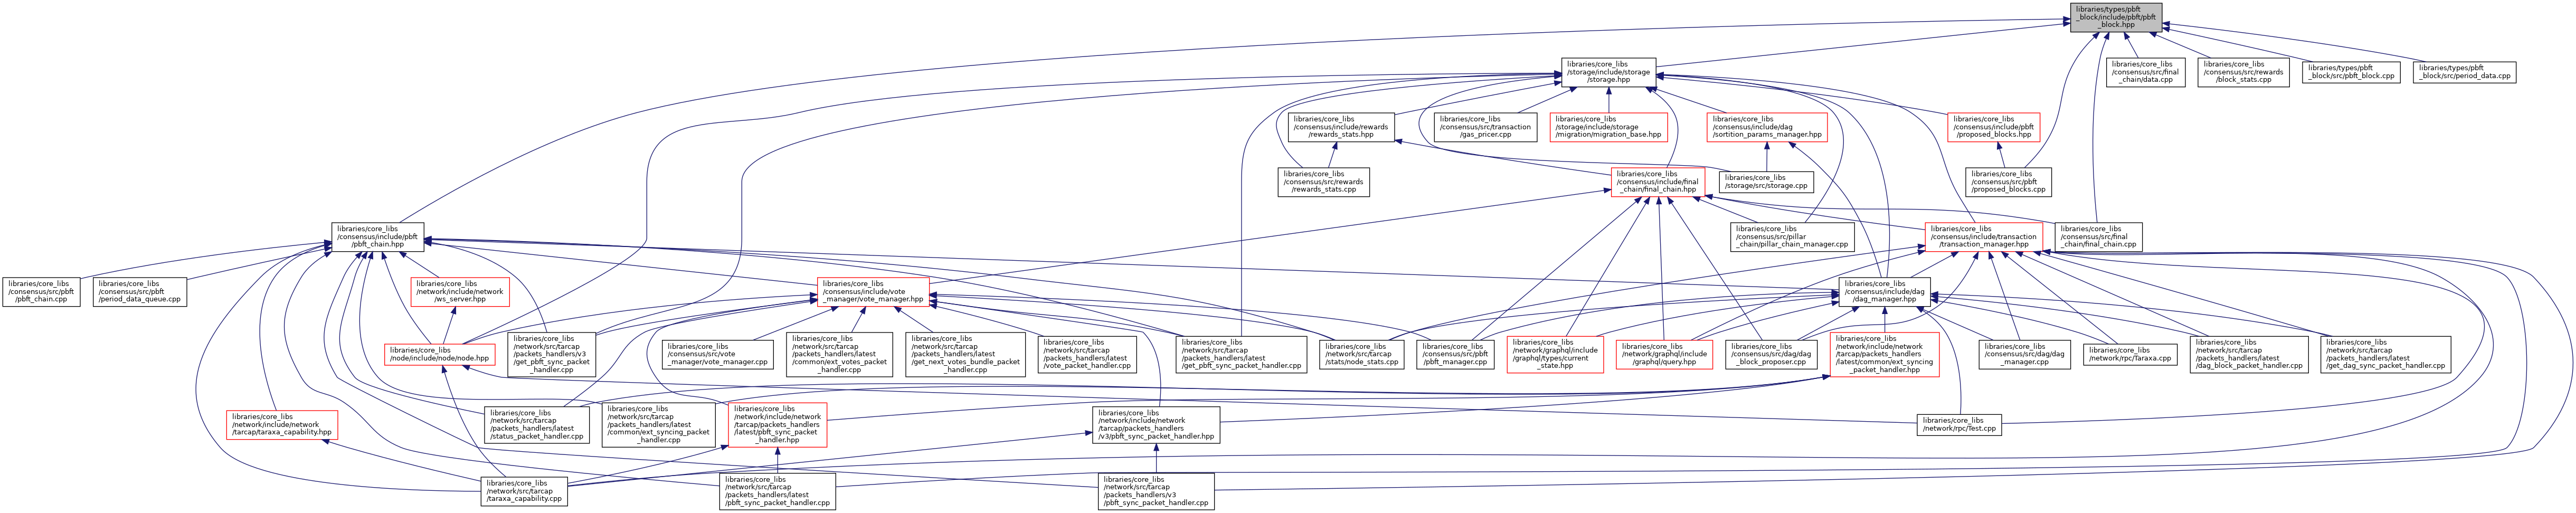 libraries/types/pbft
_block/include/pbft/pbft
_block.hpp
libraries/core_libs
/storage/include/storage
/storage.hpp
libraries/core_libs
/consensus/src/final
_chain/data.cpp
libraries/core_libs
/consensus/src/rewards
/block_stats.cpp
libraries/types/pbft
_block/src/pbft_block.cpp
libraries/types/pbft
_block/src/period_data.cpp
libraries/core_libs
/consensus/include/rewards
/rewards_stats.hpp
libraries/core_libs
/consensus/src/transaction
/gas_pricer.cpp
libraries/core_libs
/storage/include/storage
/migration/migration_base.hpp
libraries/core_libs
/consensus/include/dag
/sortition_params_manager.hpp
libraries/core_libs
/consensus/include/pbft
/proposed_blocks.hpp
libraries/core_libs
/consensus/src/rewards
/rewards_stats.cpp
libraries/core_libs
/consensus/include/final
_chain/final_chain.hpp
libraries/core_libs
/storage/src/storage.cpp
libraries/core_libs
/consensus/src/pbft
/proposed_blocks.cpp
libraries/core_libs
/consensus/include/pbft
/pbft_chain.hpp
libraries/core_libs
/consensus/src/pillar
_chain/pillar_chain_manager.cpp
libraries/core_libs
/consensus/include/transaction
/transaction_manager.hpp
libraries/core_libs
/consensus/src/final
_chain/final_chain.cpp
libraries/core_libs
/consensus/src/pbft
/pbft_chain.cpp
libraries/core_libs
/consensus/src/pbft
/period_data_queue.cpp
libraries/core_libs
/network/include/network
/ws_server.hpp
libraries/core_libs
/consensus/include/vote
_manager/vote_manager.hpp
libraries/core_libs
/consensus/include/dag
/dag_manager.hpp
libraries/core_libs
/node/include/node/node.hpp
libraries/core_libs
/network/src/tarcap
/packets_handlers/v3
/get_pbft_sync_packet
_handler.cpp
libraries/core_libs
/consensus/src/vote
_manager/vote_manager.cpp
libraries/core_libs
/network/src/tarcap
/packets_handlers/latest
/common/ext_votes_packet
_handler.cpp
libraries/core_libs
/network/src/tarcap
/packets_handlers/latest
/get_next_votes_bundle_packet
_handler.cpp
libraries/core_libs
/network/src/tarcap
/packets_handlers/latest
/vote_packet_handler.cpp
libraries/core_libs
/network/src/tarcap
/packets_handlers/latest
/get_pbft_sync_packet_handler.cpp
libraries/core_libs
/network/src/tarcap
/stats/node_stats.cpp
libraries/core_libs
/consensus/src/pbft
/pbft_manager.cpp
libraries/core_libs
/network/graphql/include
/graphql/types/current
_state.hpp
libraries/core_libs
/network/graphql/include
/graphql/query.hpp
libraries/core_libs
/consensus/src/dag/dag
_block_proposer.cpp
libraries/core_libs
/network/include/network
/tarcap/packets_handlers
/latest/common/ext_syncing
_packet_handler.hpp
libraries/core_libs
/consensus/src/dag/dag
_manager.cpp
libraries/core_libs
/network/rpc/Taraxa.cpp
libraries/core_libs
/network/src/tarcap
/packets_handlers/latest
/dag_block_packet_handler.cpp
libraries/core_libs
/network/src/tarcap
/packets_handlers/latest
/get_dag_sync_packet_handler.cpp
libraries/core_libs
/network/include/network
/tarcap/taraxa_capability.hpp
libraries/core_libs
/network/src/tarcap
/packets_handlers/latest
/status_packet_handler.cpp
libraries/core_libs
/network/src/tarcap
/packets_handlers/latest
/common/ext_syncing_packet
_handler.cpp
libraries/core_libs
/network/include/network
/tarcap/packets_handlers
/latest/pbft_sync_packet
_handler.hpp
libraries/core_libs
/network/include/network
/tarcap/packets_handlers
/v3/pbft_sync_packet_handler.hpp
libraries/core_libs
/network/rpc/Test.cpp
libraries/core_libs
/network/src/tarcap
/taraxa_capability.cpp
libraries/core_libs
/network/src/tarcap
/packets_handlers/latest
/pbft_sync_packet_handler.cpp
libraries/core_libs
/network/src/tarcap
/packets_handlers/v3
/pbft_sync_packet_handler.cpp